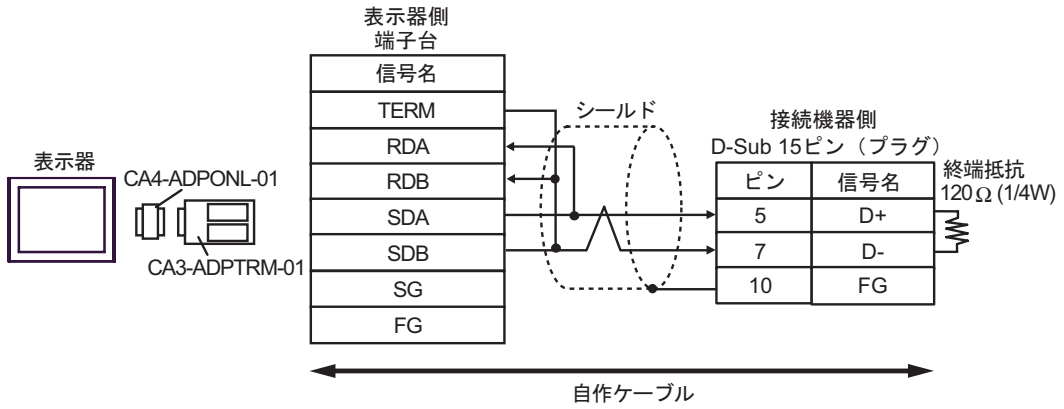 表示器
CA4-ADPONL-01
CA3-ADPTRM-01
表示器側
端子台
信号名
TERM
RDA
RDB
SDA
SDB
SG
FG
シールド
接続機器側
D-Sub 15ピン（プラグ）
ピン 信号名
5 D+
7 D-
10 FG
終端抵抗
120Ω (1/4W)
自作ケーブル